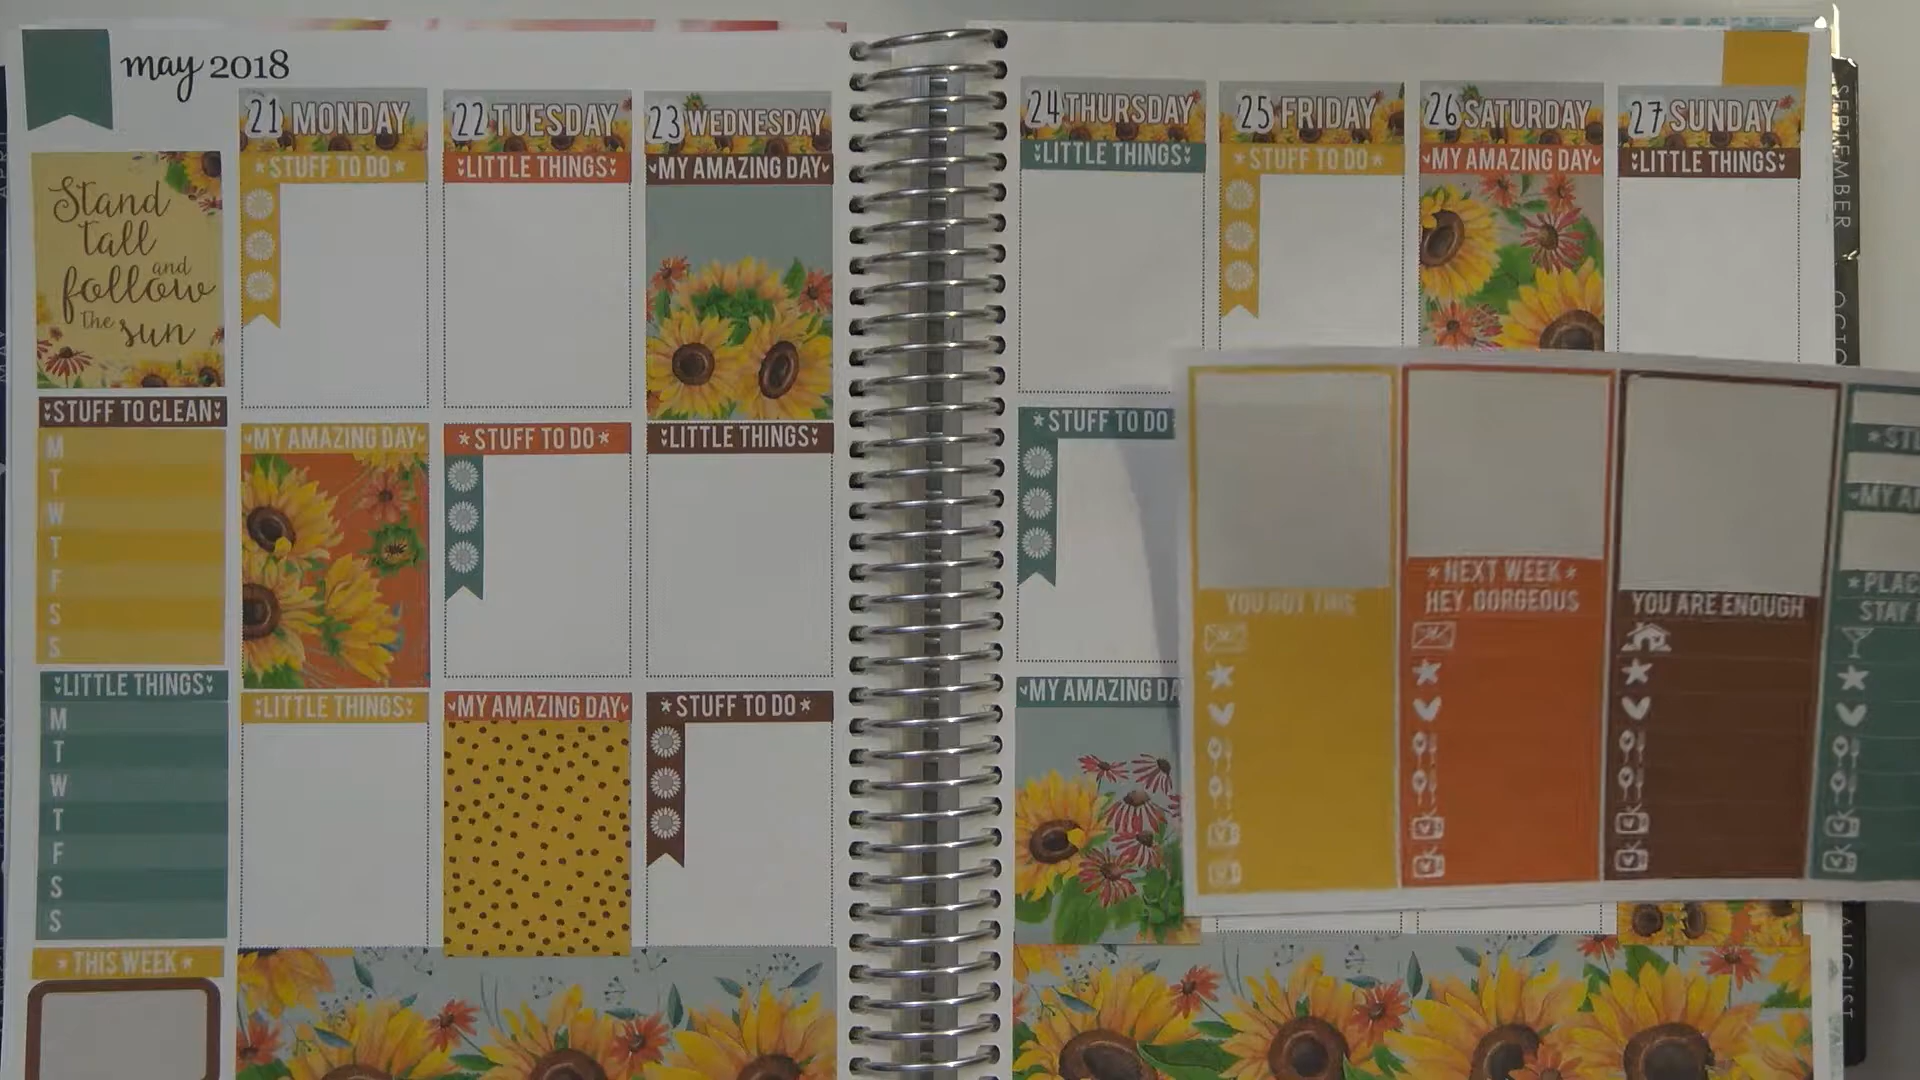 may 2018
21 MONDAY
22 TUESDAY
23 WEDNESDAY
24 THURSDAY
25 FRIDAY
26 SATURDAY
27 SUNDAY
STUFF TO DO
LITTLE THINGS
MY AMAZING DAY
LITTLE THINGS
STUFF TO DO
MY AMAZING DAY
LITTLE THINGS
Stand
tall
and
follow
the sun
STUFF TO CLEAN
M
T
W
T
F
S
S
MY AMAZING DAY
STUFF TO DO
LITTLE THINGS
STUFF TO DO
LITTLE THINGS
M
T
W
T
F
S
S
LITTLE THINGS
MY AMAZING DAY
STUFF TO DO
MY AMAZING DA
THIS WEEK
YOU GOT THIS
NEXT WEEK
HEY, GORGEOUS
YOU ARE ENOUGH
STAY
SEPTEMBER